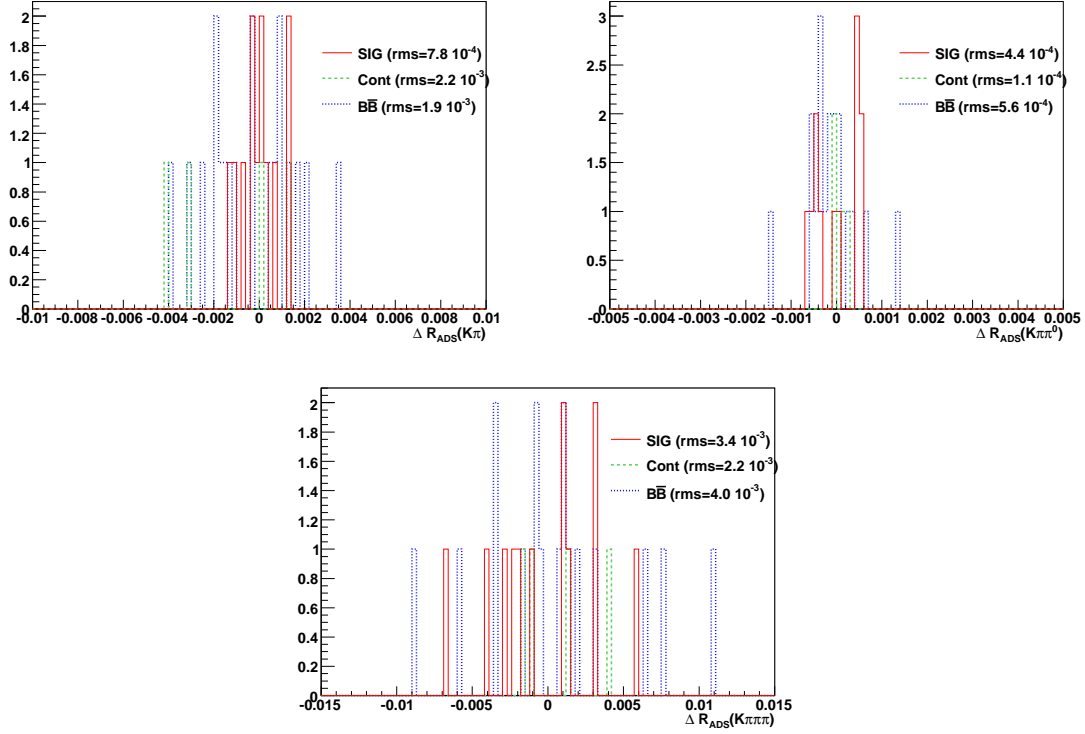 2
1.8
1.6
1.4
1.2
1
0.8
0.6
0.4
0.2
0
SIG (rms=7.8 10⁻⁴)
Cont (rms=2.2 10⁻³)
BB̅ (rms=1.9 10⁻³)
-0.01 -0.008 -0.006 -0.004 -0.002 0 0.002 0.004 0.006 0.008 0.01
Δ R_ADS(Kπ)
3
2.5
2
1.5
1
0.5
0
SIG (rms=4.4 10⁻⁴)
Cont (rms=1.1 10⁻⁴)
BB̅ (rms=5.6 10⁻⁴)
-0.005 -0.004 -0.003 -0.002 -0.001 0 0.001 0.002 0.003 0.004 0.005
Δ R_ADS(Kππ⁰)
2
1.8
1.6
1.4
1.2
1
0.8
0.6
0.4
0.2
0
SIG (rms=3.4 10⁻³)
Cont (rms=2.2 10⁻³)
BB̅ (rms=4.0 10⁻³)
-0.015 -0.01 -0.005 0 0.005 0.01 0.015
Δ R_ADS(Kπππ)